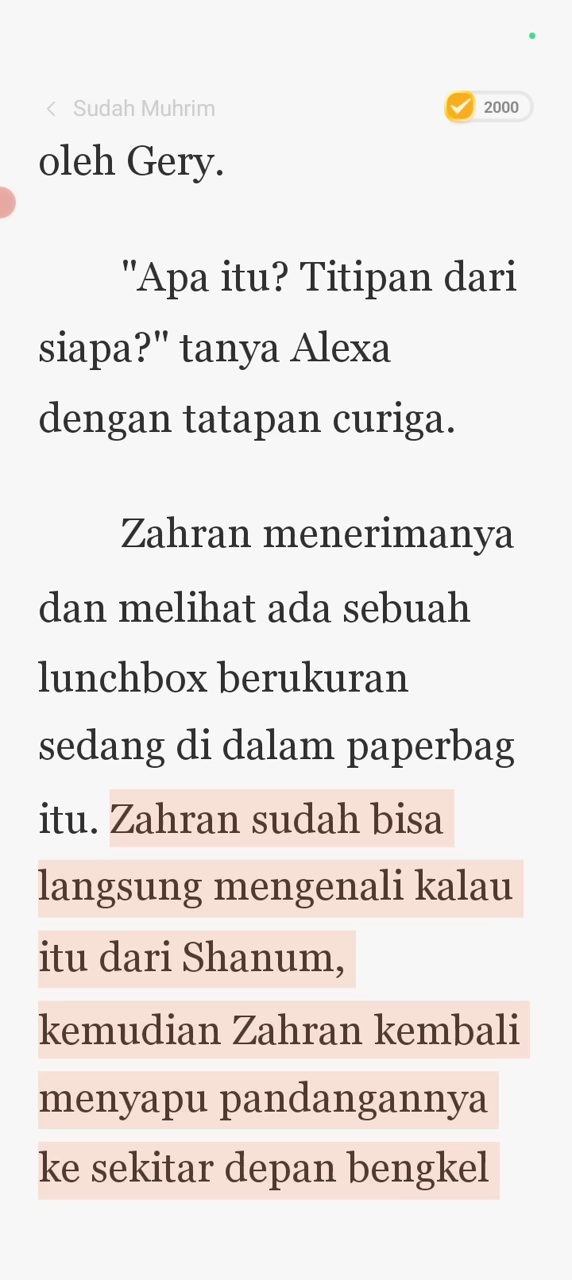 Sudah Muhrim
2000
oleh Gery.
"Apa itu? Titipan dari
siapa?" tanya Alexa
dengan tatapan curiga.
Zahran menerimanya
dan melihat ada sebuah
lunchbox berukuran
sedang di dalam paperbag
itu. Zahran sudah bisa
langsung mengenali kalau
itu dari Shanum,
kemudian Zahran kembali
menyapu pandangannya
ke sekitar depan bengkel